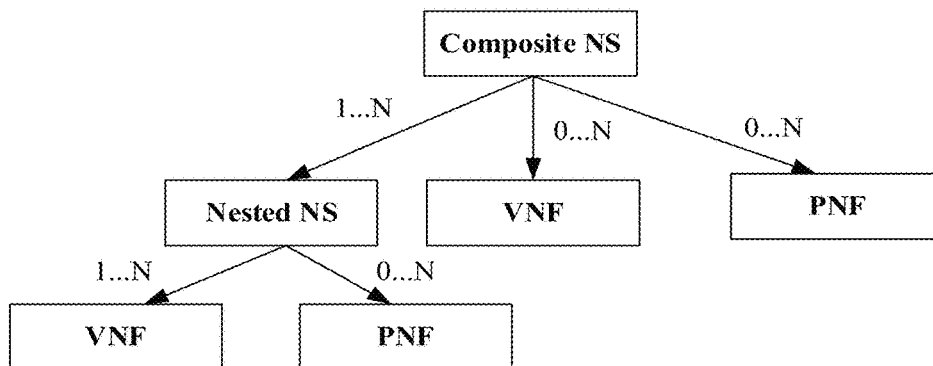 Composite NS
1...N
0...N
0...N
Nested NS
VNF
PNF
1...N
0...N
VNF
PNF